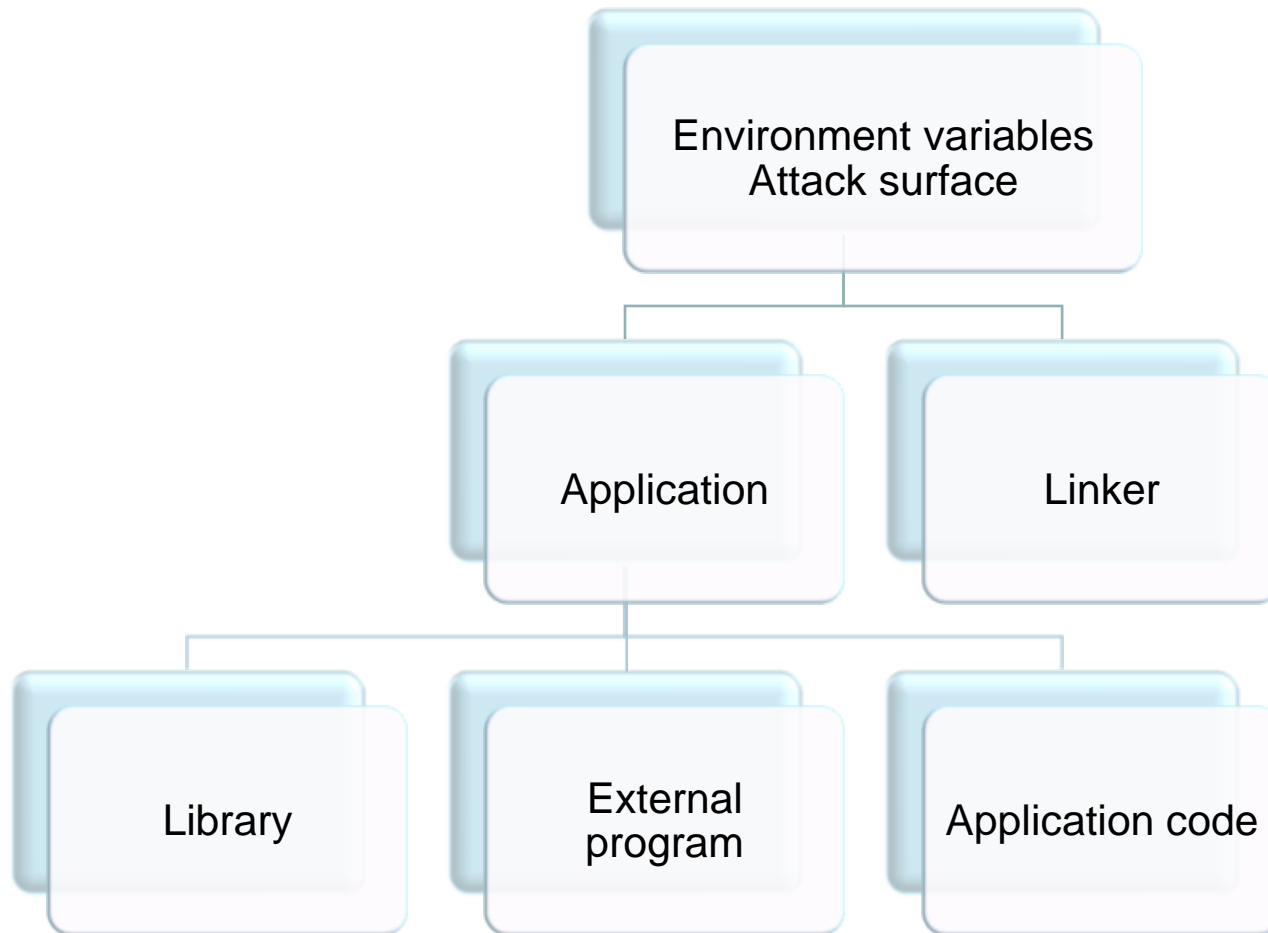 Environment variables
Attack surface
Application
Linker
Library
External
program
Application code